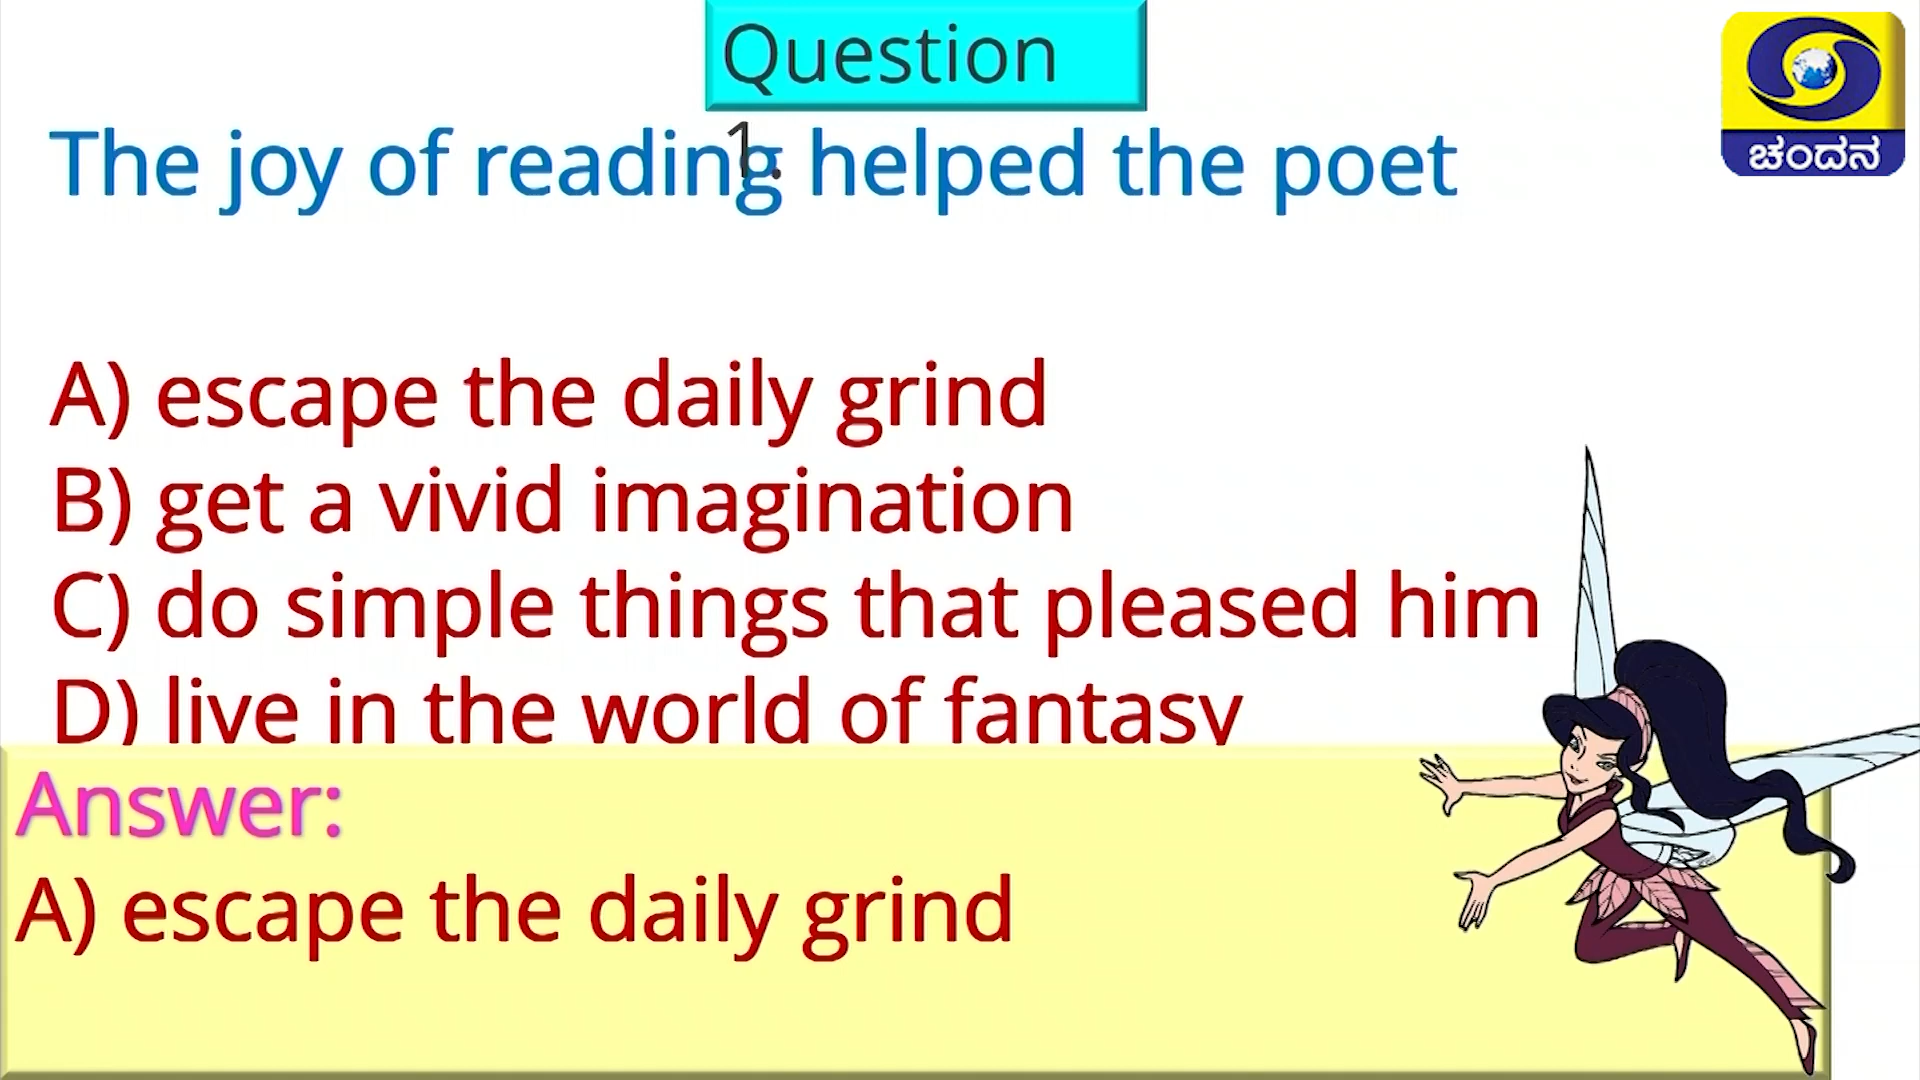 Question
1.
The joy of reading helped the poet
A) escape the daily grind
B) get a vivid imagination
C) do simple things that pleased him
D) live in the world of fantasy
Answer:
A) escape the daily grind
ಚಂದನ